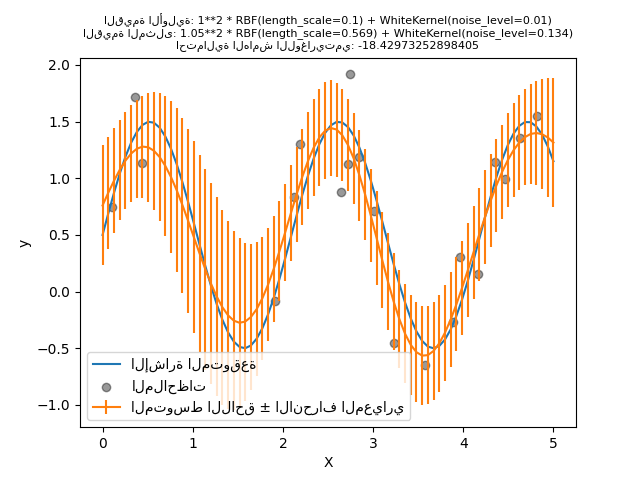 القيمة الأولية: 1**2 * RBF(length_scale=0.1) + WhiteKernel(noise_level=0.01)
القيمة المثلى: 1.05**2 * RBF(length_scale=0.569) + WhiteKernel(noise_level=0.134)
احتمالية الهامش اللوغاريتمي: -18.42973252898405
2.0
1.5
1.0
0.5
0.0
−0.5
−1.0
y
الإشارة المتوقعة
الملاحظات
المتوسط اللاحق ± الانحراف المعياري
0 1 2 3 4 5
X